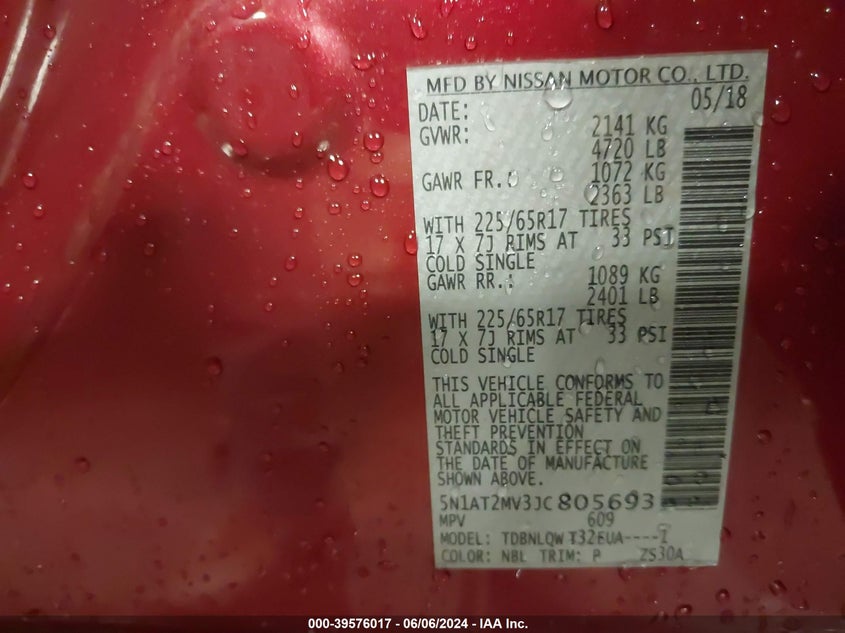 MFD BY NISSAN MOTOR CO., LTD.
DATE: 05/18
GVWR: 2141 KG
4720 LB
GAWR FR.: 1072 KG
2363 LB
WITH 225/65R17 TIRES
17 X 7J RIMS AT 33 PSI
COLD SINGLE
GAWR RR.: 1089 KG
2401 LB
WITH 225/65R17 TIRES
17 X 7J RIMS AT 33 PSI
COLD SINGLE
THIS VEHICLE CONFORMS TO
ALL APPLICABLE FEDERAL
MOTOR VEHICLE SAFETY AND
THEFT PREVENTION
STANDARDS IN EFFECT ON
THE DATE OF MANUFACTURE
SHOWN ABOVE.
5N1AT2MV3JC805693
MPV 609
MODEL: TDBNLQW T32EUA----I
COLOR: NBL TRIM: P ZS30A
000-39576017 - 06/06/2024 - IAA Inc.